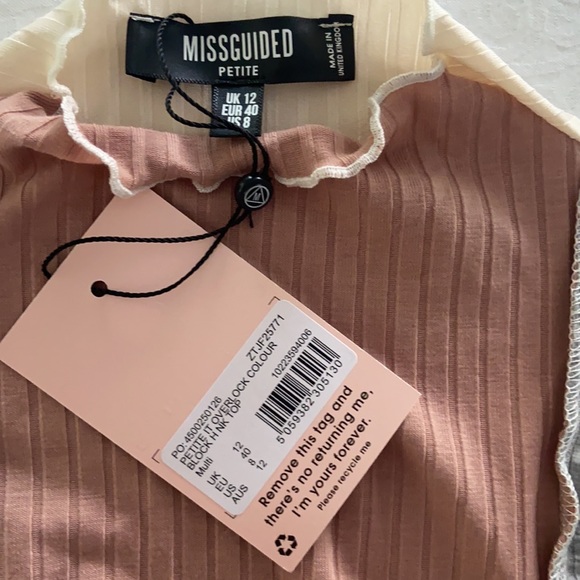 MISSGUIDED
PETITE
MADE IN
UNITED KINGDOM
UK 12
EUR 40
US 8
M
ZTJF25771
PO: 4500250126
PETITE IT OVERLOCK COLOUR
BLOCK H NK TOP
Multi
10223594006
UK 12
EU 40
US 8
AUS 12
5 059382 305130
Remove this tag and
there's no returning me,
I'm yours forever.
Please recycle me